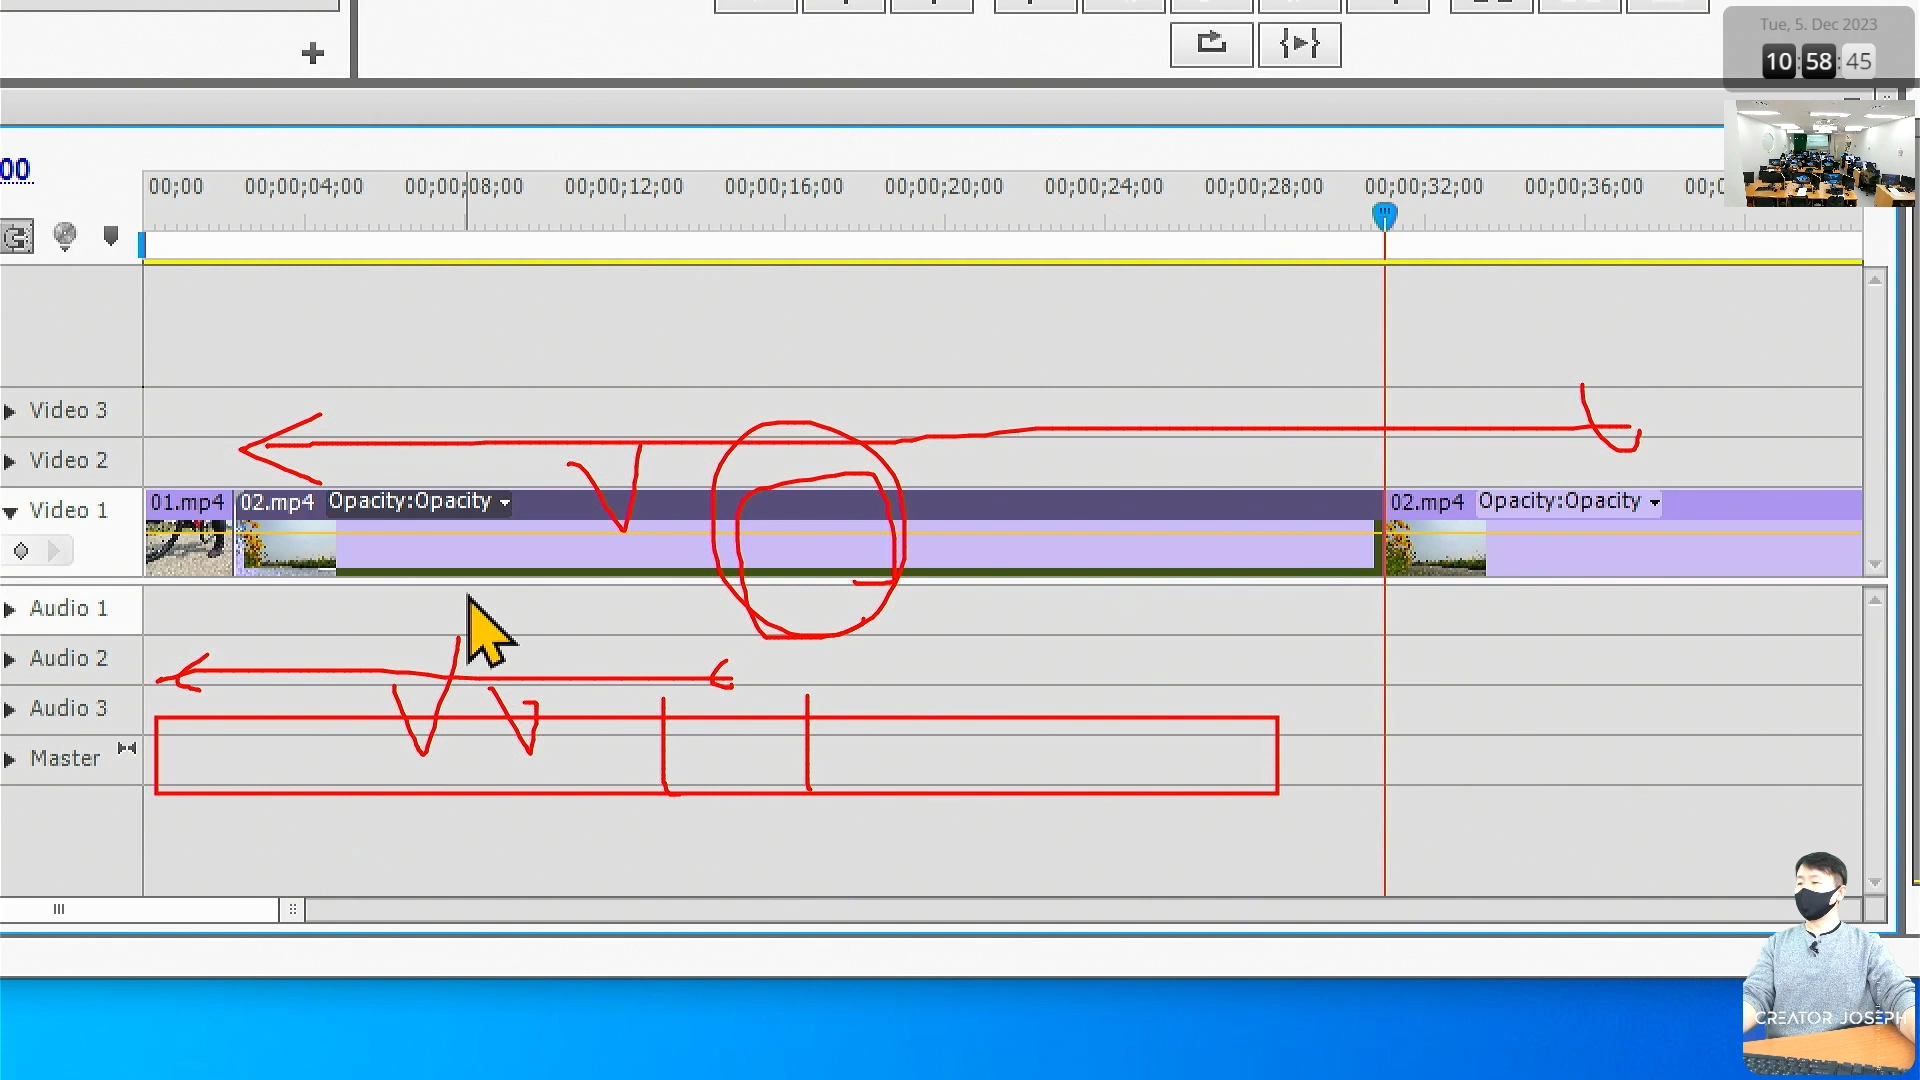 Tue, 5. Dec 2023
10:58:45
00
00;00 00;00;04;00 00;00;08;00 00;00;12;00 00;00;16;00 00;00;20;00 00;00;24;00 00;00;28;00 00;00;32;00 00;00;36;00 00;
Video 3
Video 2
Video 1
01.mp4 02.mp4 Opacity:Opacity 02.mp4 Opacity:Opacity
Audio 1
Audio 2
Audio 3
Master
CREATOR JOSEPH